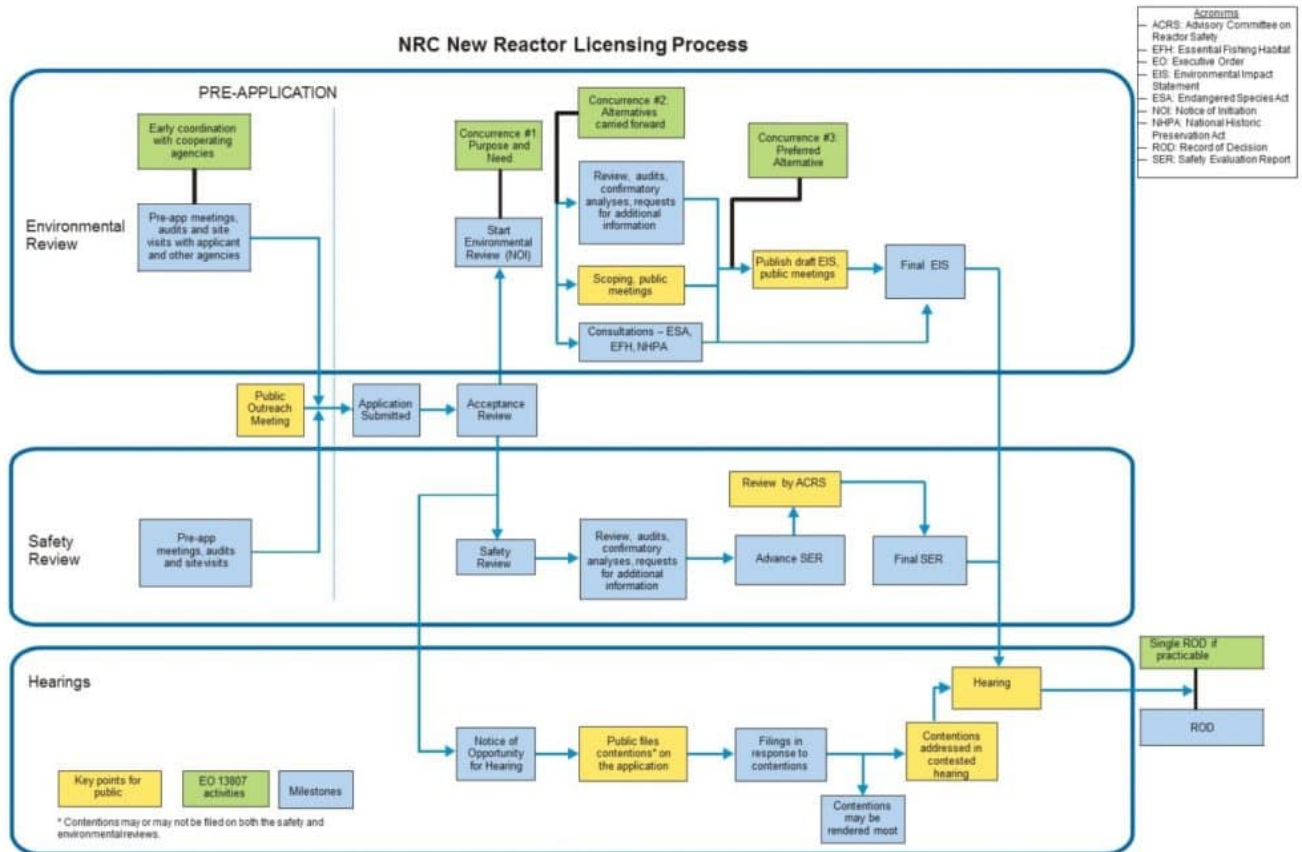 Acronyms
— ACRS: Advisory Committee on
Reactor Safety
— EFH: Essential Fishing Habitat
— EO: Executive Order
— EIS: Environmental Impact
Statement
— ESA: Endangered Species Act
— NOI: Notice of Initiation
— NHPA: National Historic
Preservation Act
— ROD: Record of Decision
— SER: Safety Evaluation Report
NRC New Reactor Licensing Process
PRE-APPLICATION
Environmental
Review
Early coordination
with cooperating
agencies
Pre-app meetings,
audits and site
visits with applicant
and other agencies
Concurrence #1
Purpose and
Need
Start
Environmental
Review (NOI)
Concurrence #2:
Alternatives
carried forward
Review, audits,
confirmatory
analyses, requests
for additional
information
Scoping, public
meetings
Consultations – ESA,
EFH, NHPA
Concurrence #3:
Preferred
Alternative
Publish draft EIS,
public meetings
Final EIS
Public
Outreach
Meeting
Application
Submitted
Acceptance
Review
Safety
Review
Pre-app
meetings, audits
and site visits
Safety
Review
Review, audits,
confirmatory
analyses, requests
for additional
information
Advance SER
Review by ACRS
Final SER
Hearings
Notice of
Opportunity
for Hearing
Public files
contentions* on
the application
Filings in
response to
contentions
Contentions
may be
rendered moot
Contentions
addressed in
contested
hearing
Hearing
Single ROD if
practicable
ROD
Key points for
public
EO 13807
activities
Milestones
* Contentions may or may not be filed on both the safety and
environmental reviews.